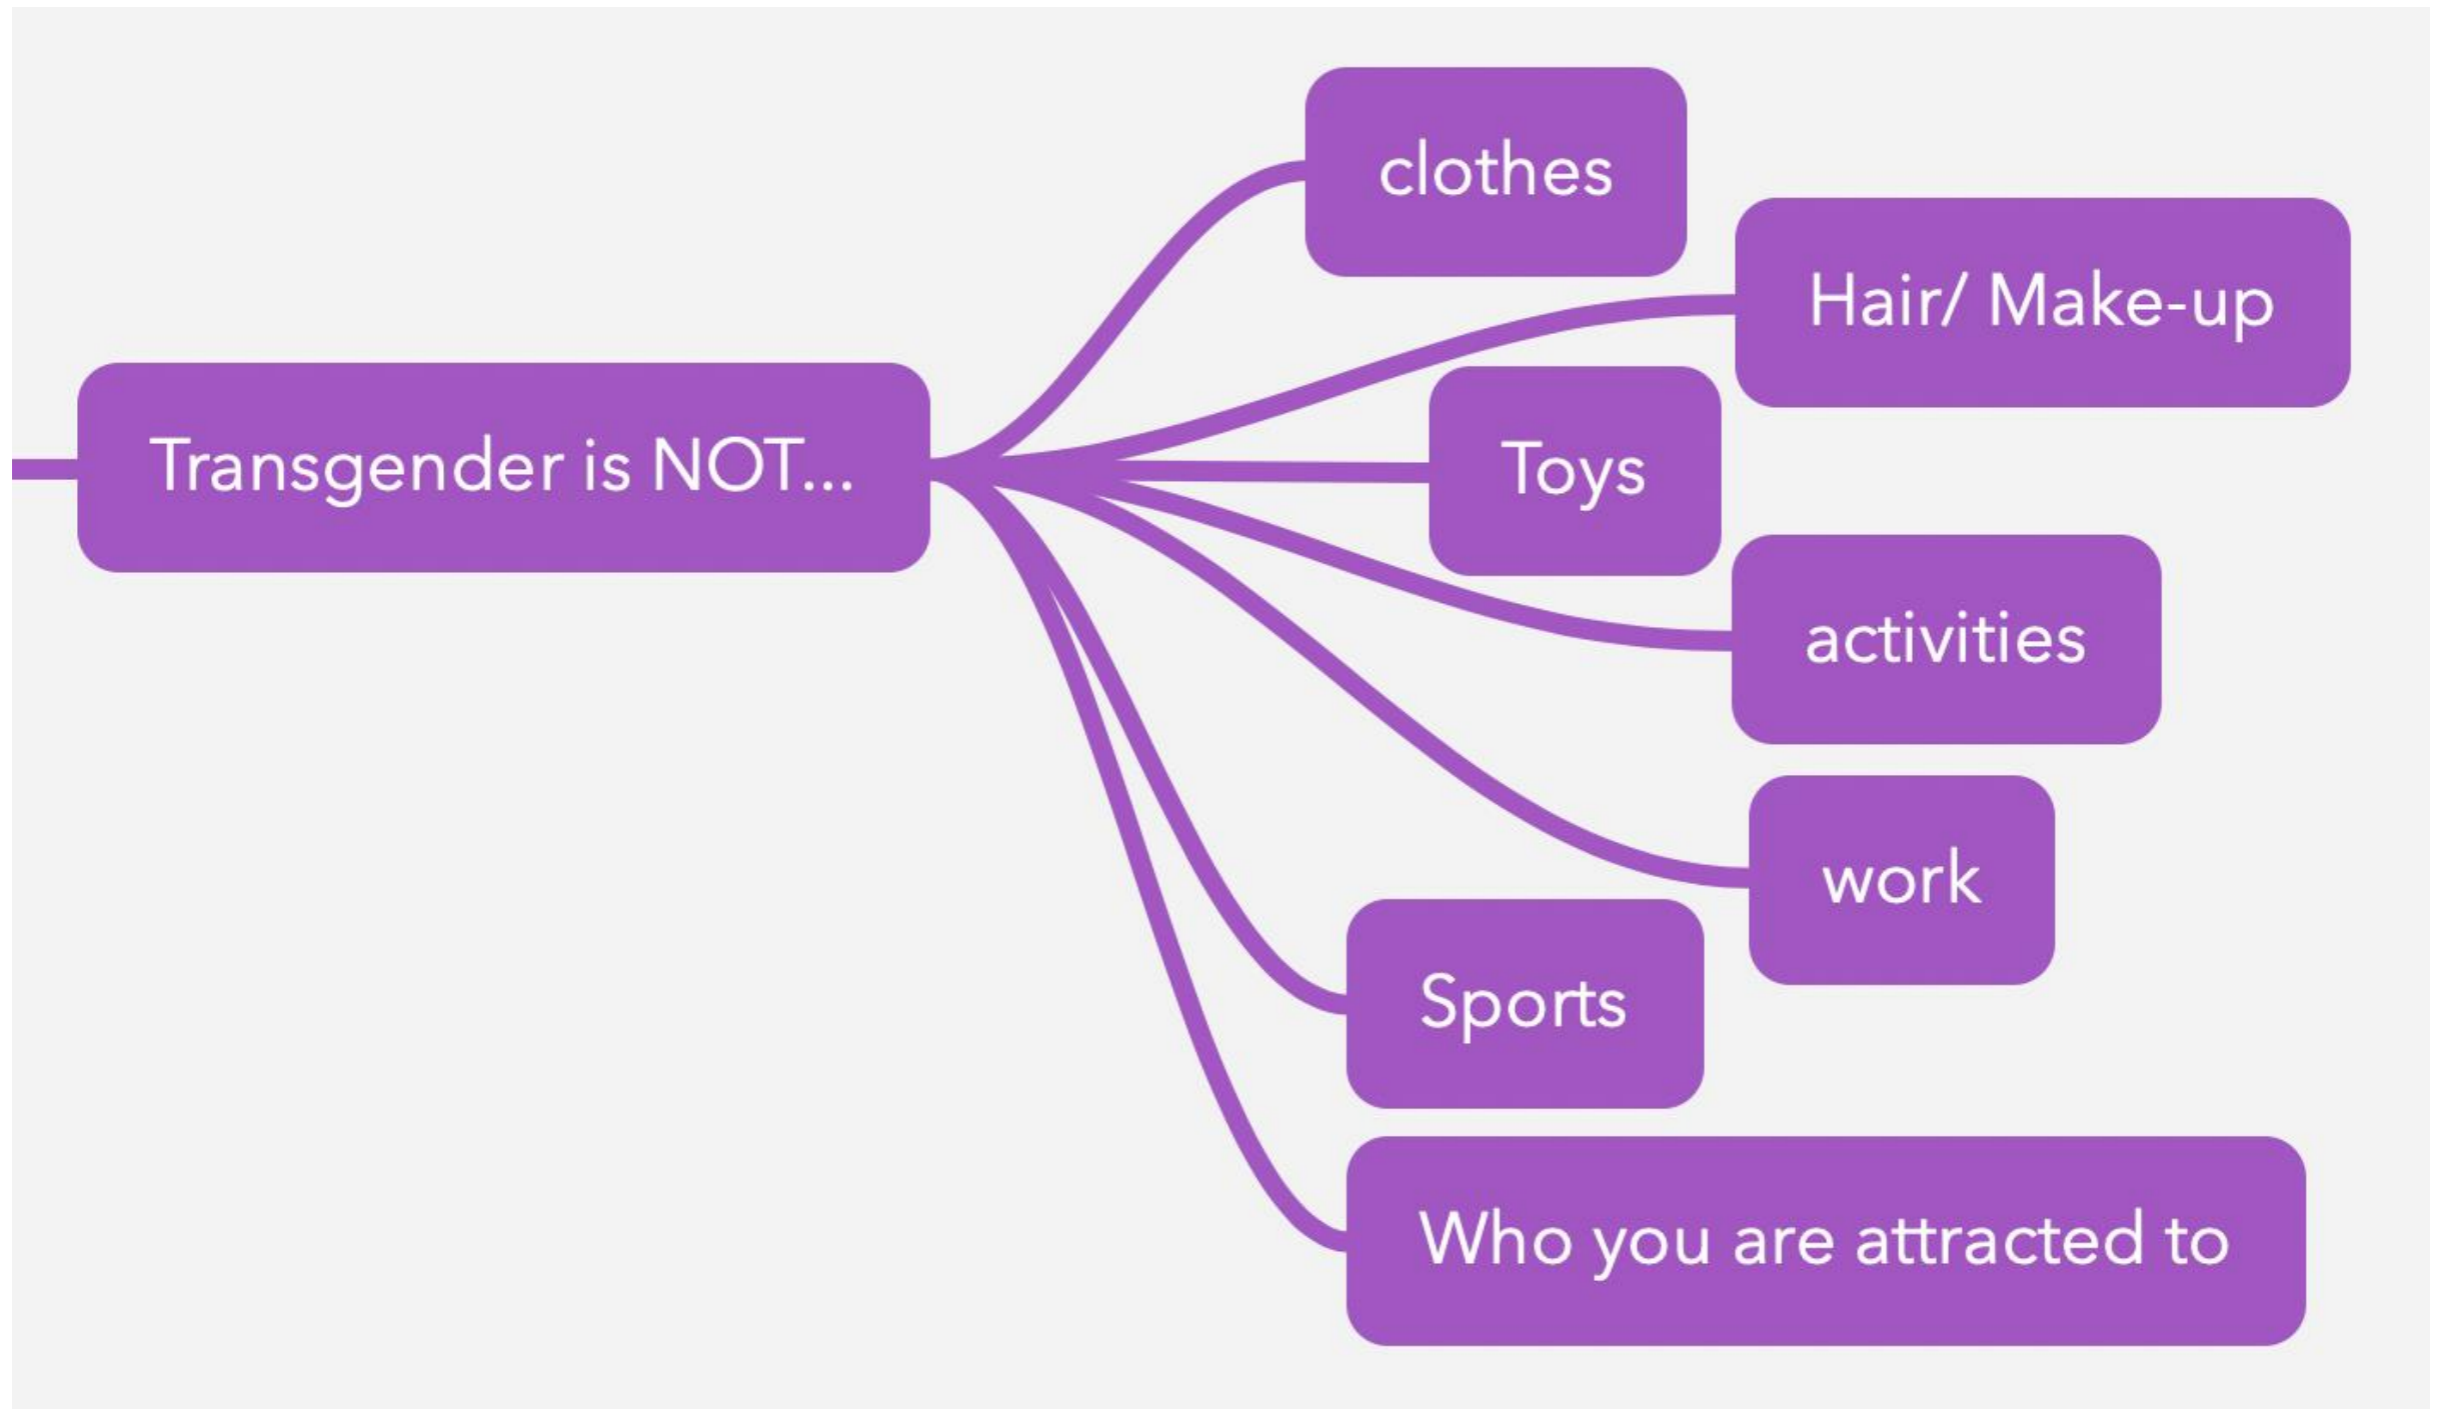 clothes
Hair/ Make-up
Transgender is NOT...
Toys
activities
work
Sports
Who you are attracted to